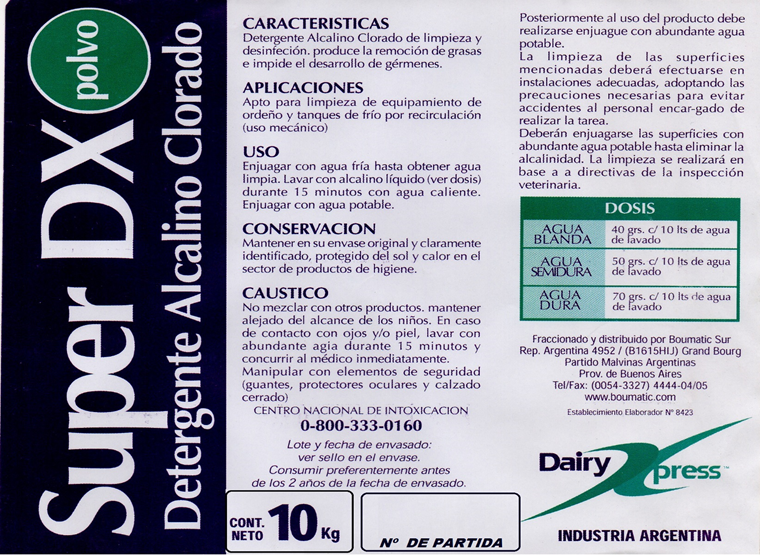 Super DX
polvo
Detergente Alcalino Clorado
CARACTERISTICAS
Detergente Alcalino Clorado de limpieza y
desinfección. produce la remoción de grasas
e impide el desarrollo de gérmenes.
APLICACIONES
Apto para limpieza de equipamiento de
ordeño y tanques de frío por recirculación
(uso mecánico)
USO
Enjuagar con agua fría hasta obtener agua
limpia. Lavar con alcalino líquido (ver dosis)
durante 15 minutos con agua caliente.
Enjuagar con agua potable.
CONSERVACION
Mantener en su envase original y claramente
identificado, protegido del sol y calor en el
sector de productos de higiene.
CAUSTICO
No mezclar con otros productos. mantener
alejado del alcance de los niños. En caso
de contacto con ojos y/o piel, lavar con
abundante agia durante 15 minutos y
concurrir al médico inmediatamente.
Manipular con elementos de seguridad
(guantes, protectores oculares y calzado
cerrado)
CENTRO NACIONAL DE INTOXICACION
0-800-333-0160
Lote y fecha de envasado:
ver sello en el envase.
Consumir preferentemente antes
de los 2 años de la fecha de envasado.
CONT.
NETO 10 Kg
Nº DE PARTIDA
Posteriormente al uso del producto debe
realizarse enjuague con abundante agua
potable.
La limpieza de las superficies
mencionadas deberá efectuarse en
instalaciones adecuadas, adoptando las
precauciones necesarias para evitar
accidentes al personal encar-gado de
realizar la tarea.
Deberán enjuagarse las superficies con
abundante agua potable hasta eliminar la
alcalinidad. La limpieza se realizará en
base a a directivas de la inspección
veterinaria.
DOSIS
AGUA BLANDA 40 grs. c/ 10 lts de agua de lavado
AGUA SEMIDURA 50 grs. c/ 10 lts de agua de lavado
AGUA DURA 70 grs. c/ 10 lts de agua de lavado
Fraccionado y distribuido por Boumatic Sur
Rep. Argentina 4952 / (B1615HIJ) Grand Bourg
Partido Malvinas Argentinas
Prov. de Buenos Aires
Tel/Fax: (0054-3327) 4444-04/05
www.boumatic.com
Establecimiento Elaborador Nº 8423
Dairy Xpress™
INDUSTRIA ARGENTINA